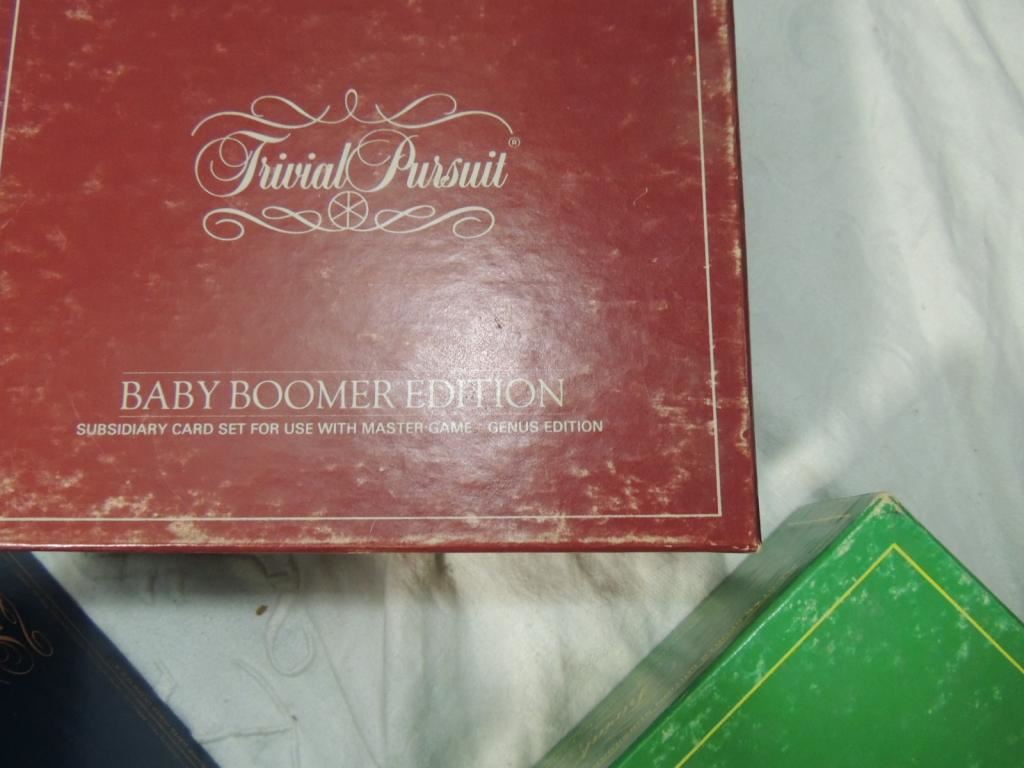 Trivial Pursuit®
BABY BOOMER EDITION
SUBSIDIARY CARD SET FOR USE WITH MASTER GAME - GENUS EDITION